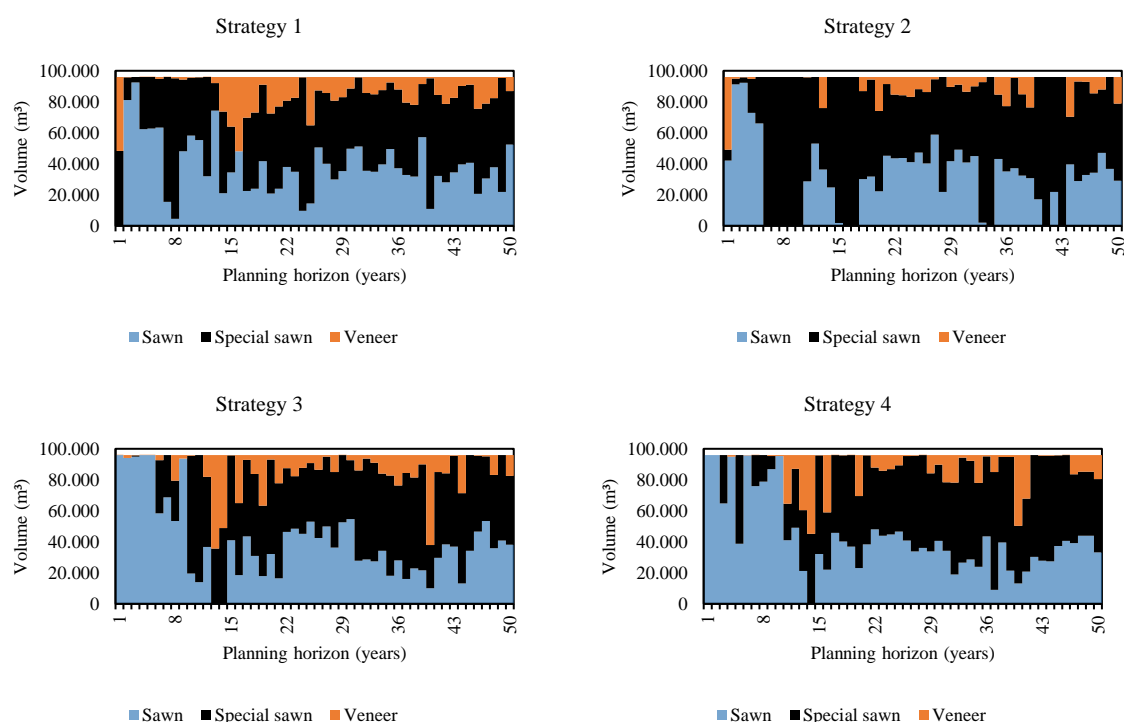 Strategy 1
Volume (m³)
100.000
80.000
60.000
40.000
20.000
0
1 8 15 22 29 36 43 50
Planning horizon (years)
Sawn Special sawn Veneer
Strategy 2
Volume (m³)
100.000
80.000
60.000
40.000
20.000
0
1 8 15 22 29 36 43 50
Planning horizon (years)
Sawn Special sawn Veneer
Strategy 3
Volume (m³)
100.000
80.000
60.000
40.000
20.000
0
1 8 15 22 29 36 43 50
Planning horizon (years)
Sawn Special sawn Veneer
Strategy 4
Volume (m³)
100.000
80.000
60.000
40.000
20.000
0
1 8 15 22 29 36 43 50
Planning horizon (years)
Sawn Special sawn Veneer